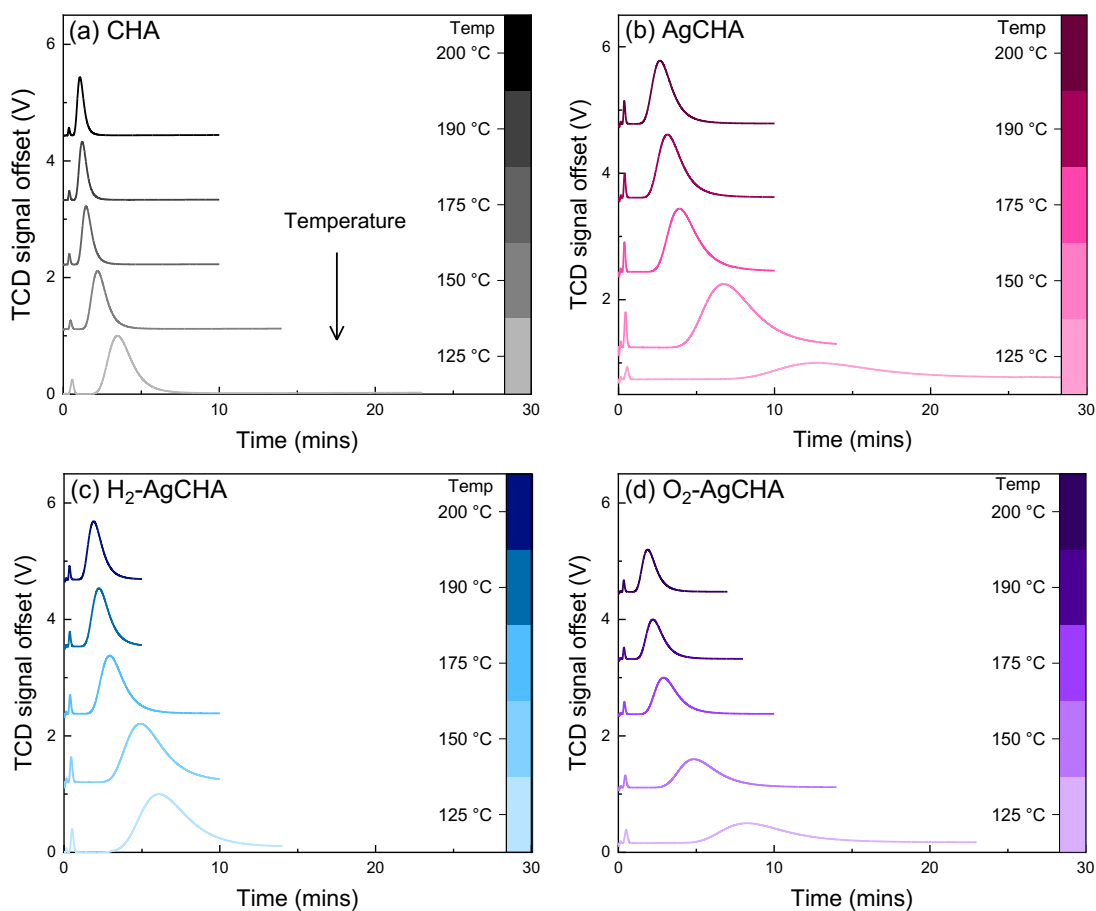 (a) CHA
Temp
200 °C
190 °C
175 °C
150 °C
125 °C
Temperature
TCD signal offset (V)
6
4
2
0
0
10
20
30
Time (mins)
(b) AgCHA
Temp
200 °C
190 °C
175 °C
150 °C
125 °C
TCD signal offset (V)
6
4
2
0
10
20
30
Time (mins)
(c) H₂-AgCHA
Temp
200 °C
190 °C
175 °C
150 °C
125 °C
TCD signal offset (V)
6
4
2
0
0
10
20
30
Time (mins)
(d) O₂-AgCHA
Temp
200 °C
190 °C
175 °C
150 °C
125 °C
TCD signal offset (V)
6
4
2
0
0
10
20
30
Time (mins)